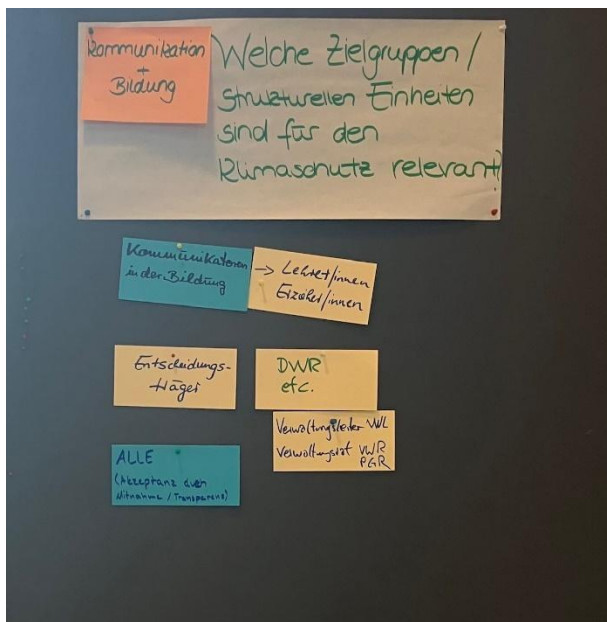 Kommunikation
+
Bildung
Welche Zielgruppen /
Strukturellen Einheiten
sind für den
Klimaschutz relevant?
Kommunikatoren
in der Bildung
→ Lehrer/innen
Erzieher/innen
Entscheidungs-
träger
DWR
etc.
Verwaltungsleiter VWL
Verwaltungsrat VWR
PGR
ALLE
(Akzeptanz durch
Mitnahme / Transparenz)